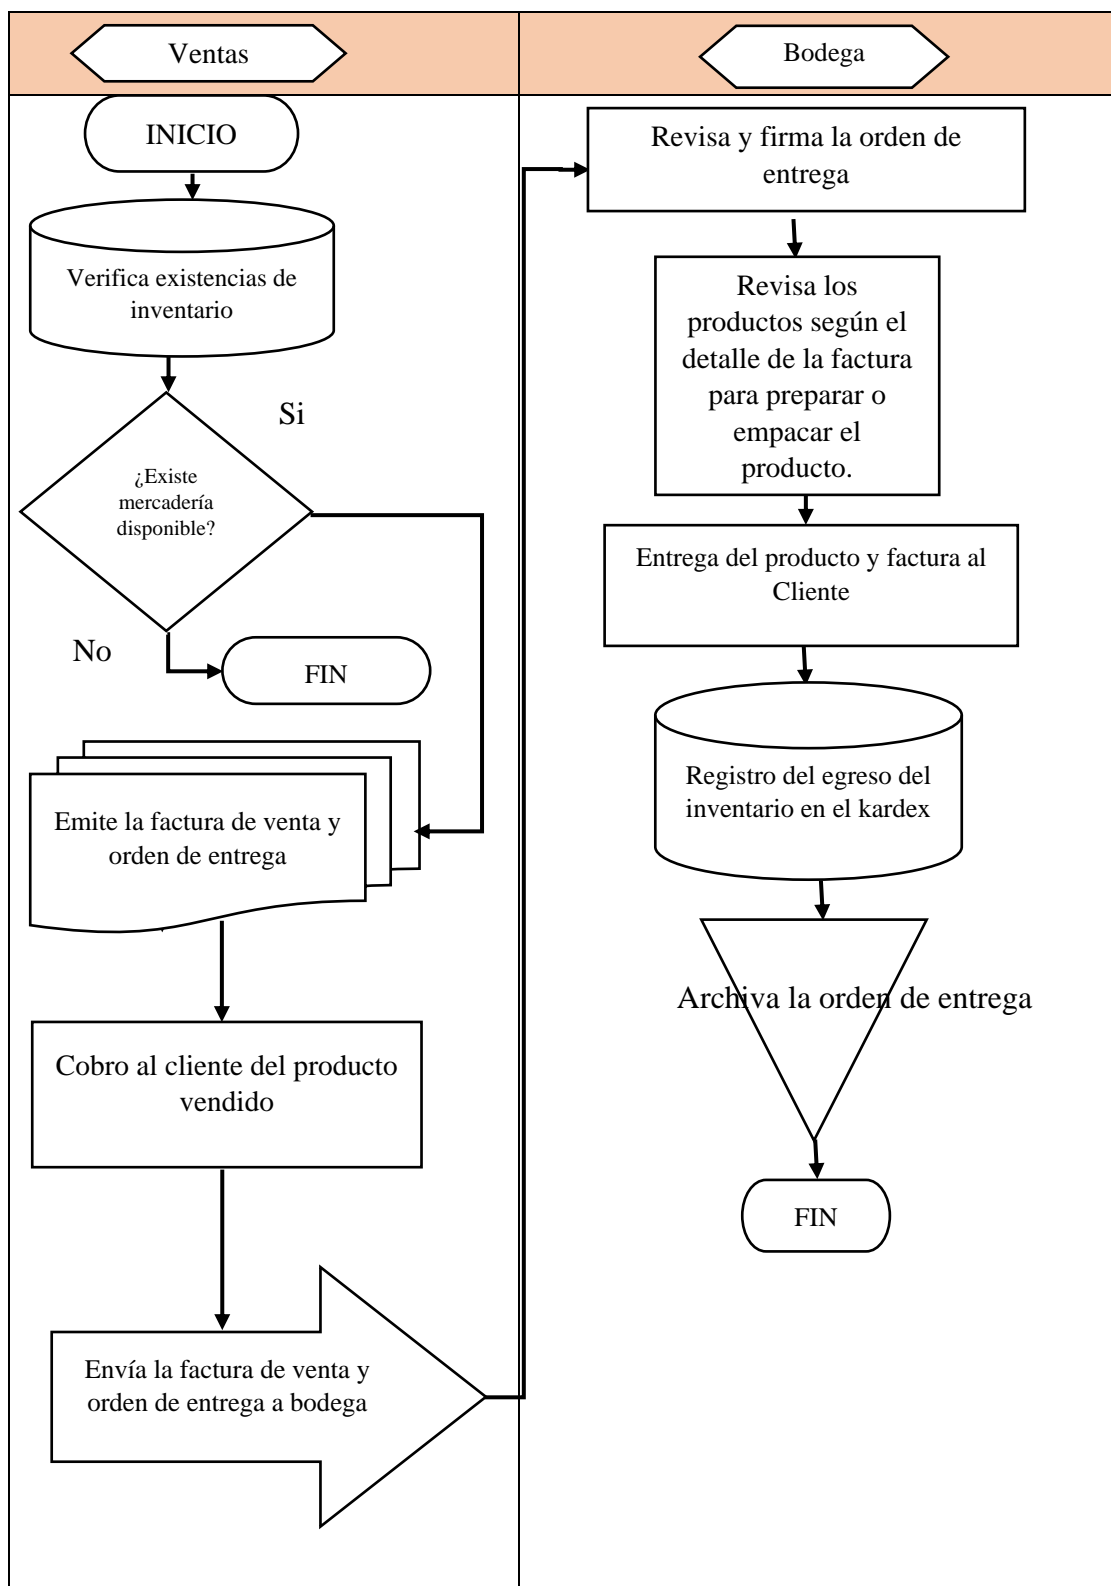 Ventas
Bodega
INICIO
Verifica existencias de
inventario
Si
¿Existe
mercadería
disponible?
No
FIN
Emite la factura de venta y
orden de entrega
Cobro al cliente del producto
vendido
Envía la factura de venta y
orden de entrega a bodega
Revisa y firma la orden de
entrega
Revisa los
productos según el
detalle de la factura
para preparar o
empacar el
producto.
Entrega del producto y factura al
Cliente
Registro del egreso del
inventario en el kardex
Archiva la orden de entrega
FIN